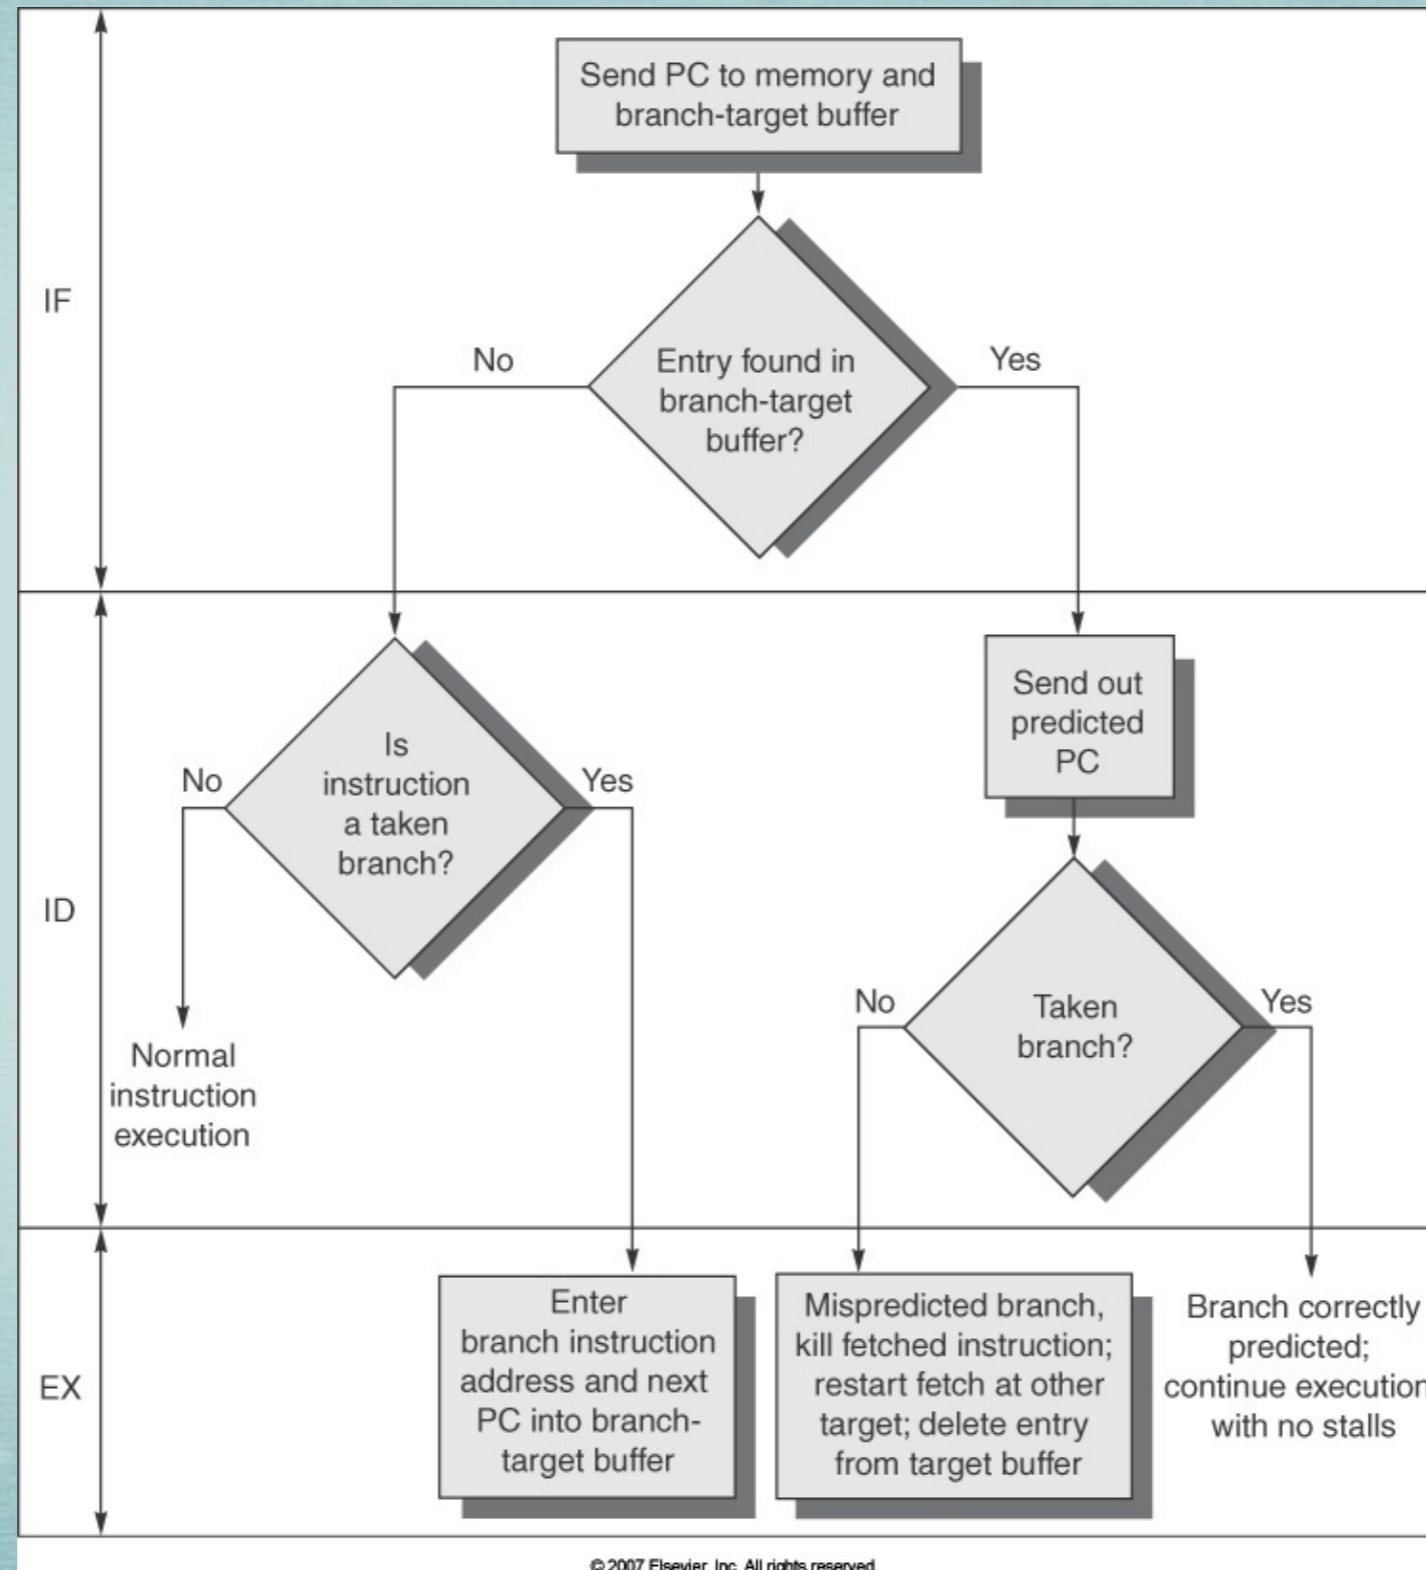 Send PC to memory and
branch-target buffer
IF
No
Entry found in
branch-target
buffer?
Yes
Is
instruction
a taken
branch?
No
Yes
Send out
predicted
PC
ID
Normal
instruction
execution
No
Taken
branch?
Yes
EX
Enter
branch instruction
address and next
PC into branch-
target buffer
Mispredicted branch,
kill fetched instruction;
restart fetch at other
target; delete entry
from target buffer
Branch correctly
predicted;
continue execution
with no stalls
© 2007 Elsevier, Inc. All rights reserved.